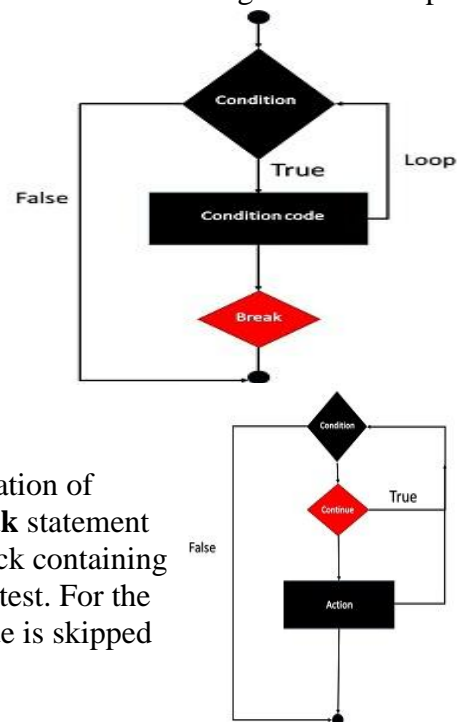 Condition
True
Loop
False
Condition code
Break
Condition
ation of
Continue
True
k statement
ck containing
False
test. For the
Action
e is skipped